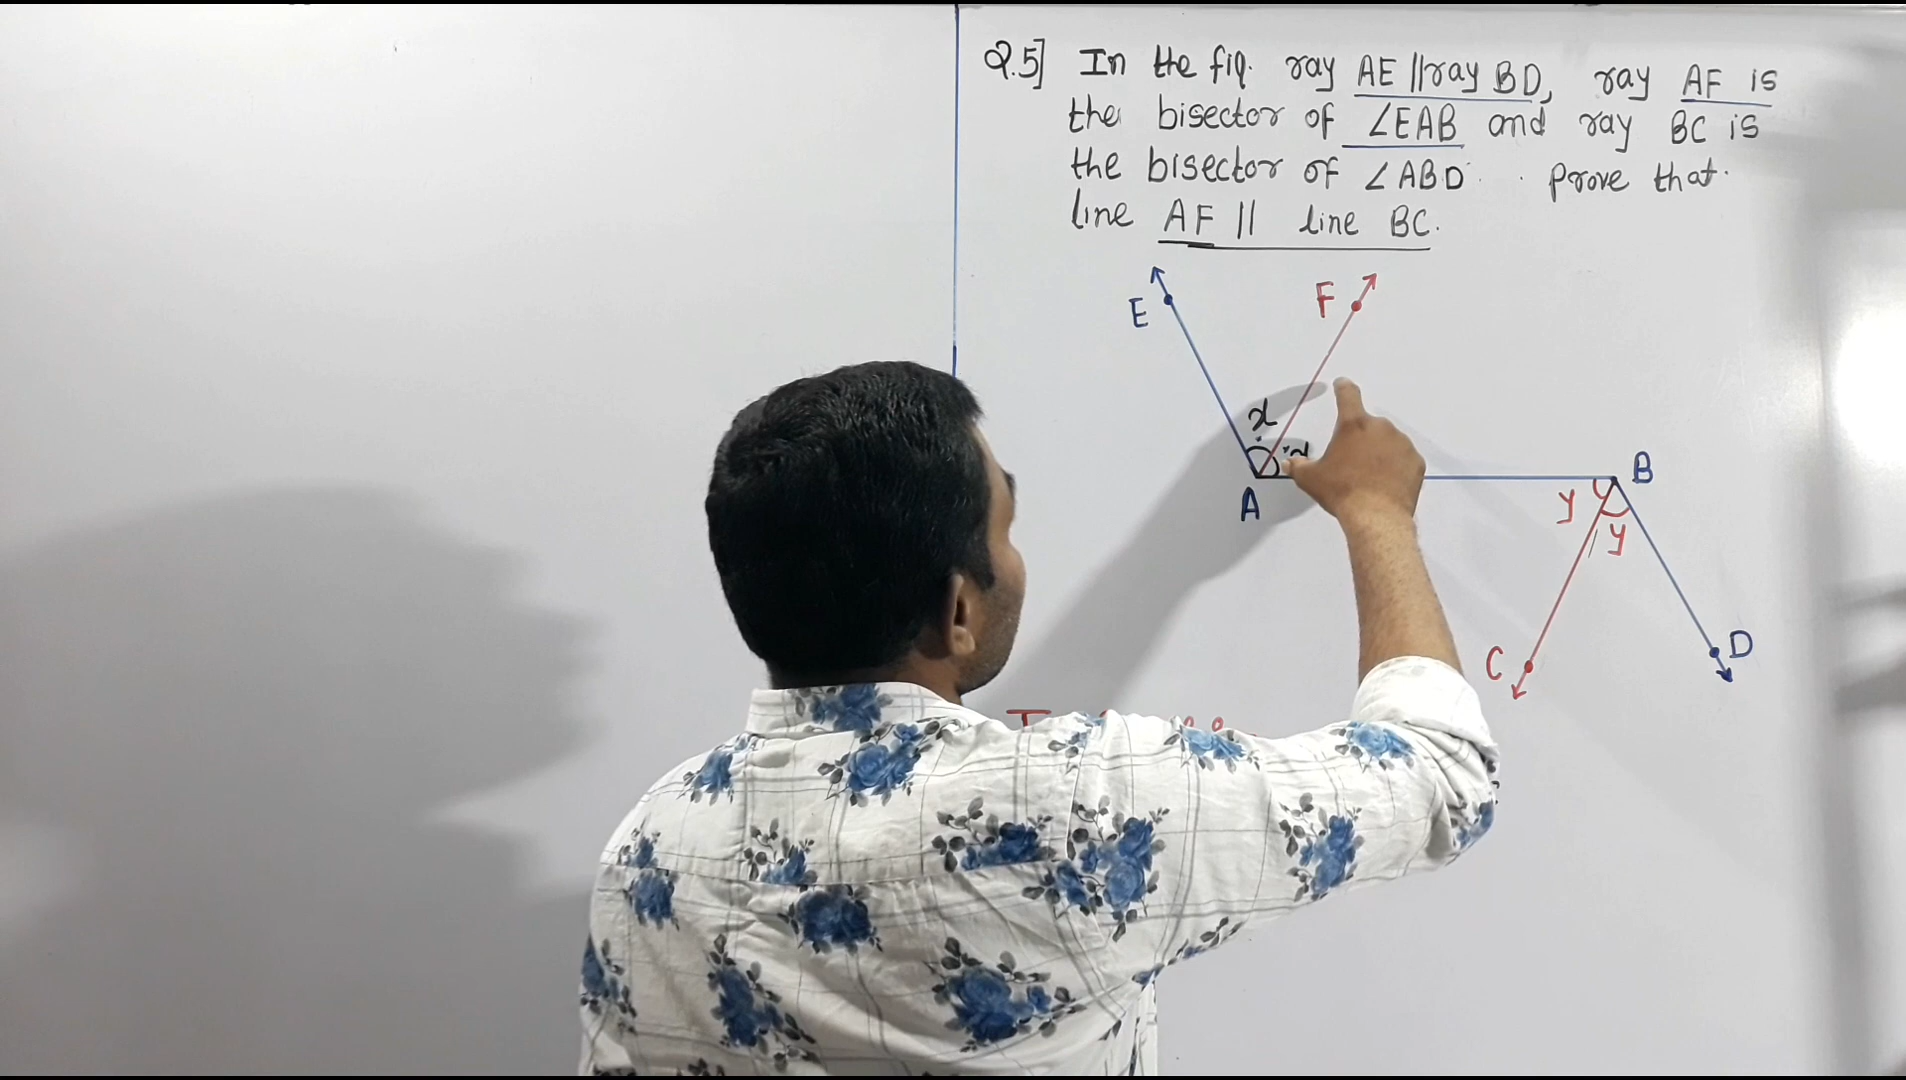 Q.5] In the fig. ray AE || ray BD, ray AF is
the bisector of ∠EAB and ray BC is
the bisector of ∠ABD. Prove that.
line AF || line BC.
E
F
x
x
A
B
y
y
C
D